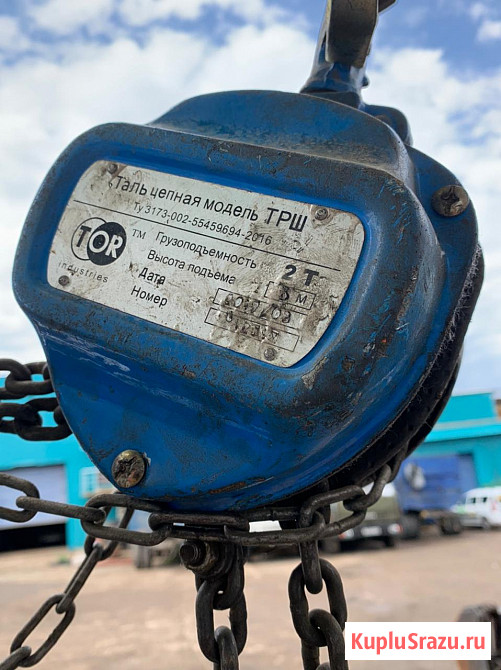 Таль цепная модель ТРШ
Ту 3173-002-55459694-2016
TOR TM
industries
Грузоподъемность 2 Т
Высота подъема М
Дата
Номер
KupluSrazu.ru